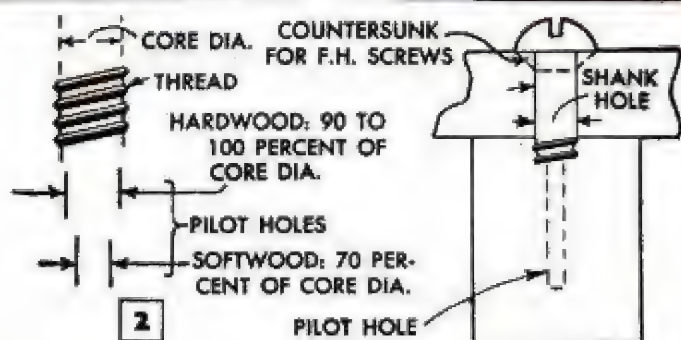 CORE DIA.
THREAD
HARDWOOD: 90 TO
100 PERCENT OF
CORE DIA.
PILOT HOLES
SOFTWOOD: 70 PER-
CENT OF CORE DIA.
2
COUNTERSUNK
FOR F.H. SCREWS
SHANK
HOLE
PILOT HOLE